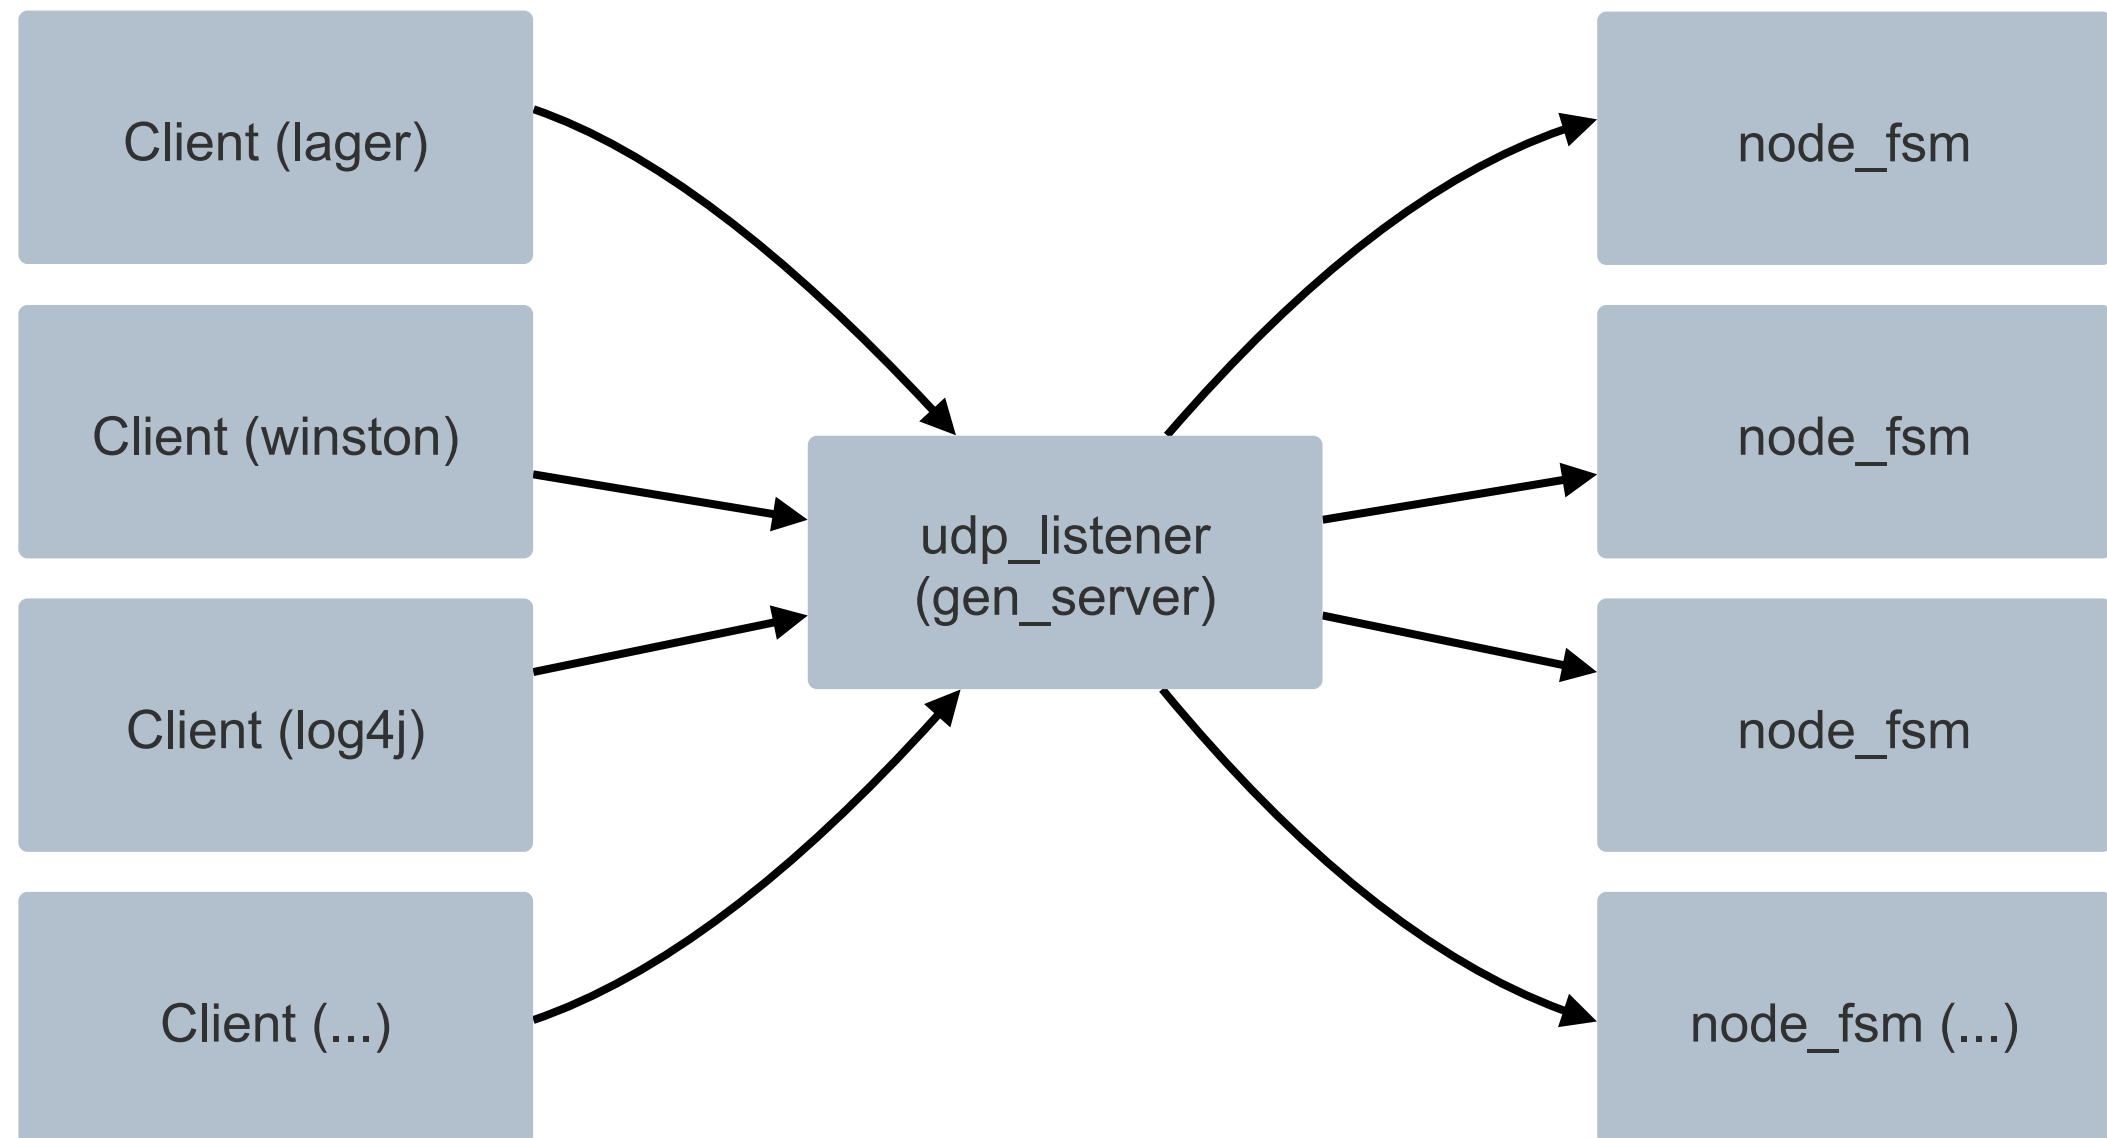 Client (lager)
Client (winston)
Client (log4j)
Client (...)
udp_listener
(gen_server)
node_fsm
node_fsm
node_fsm
node_fsm (...)